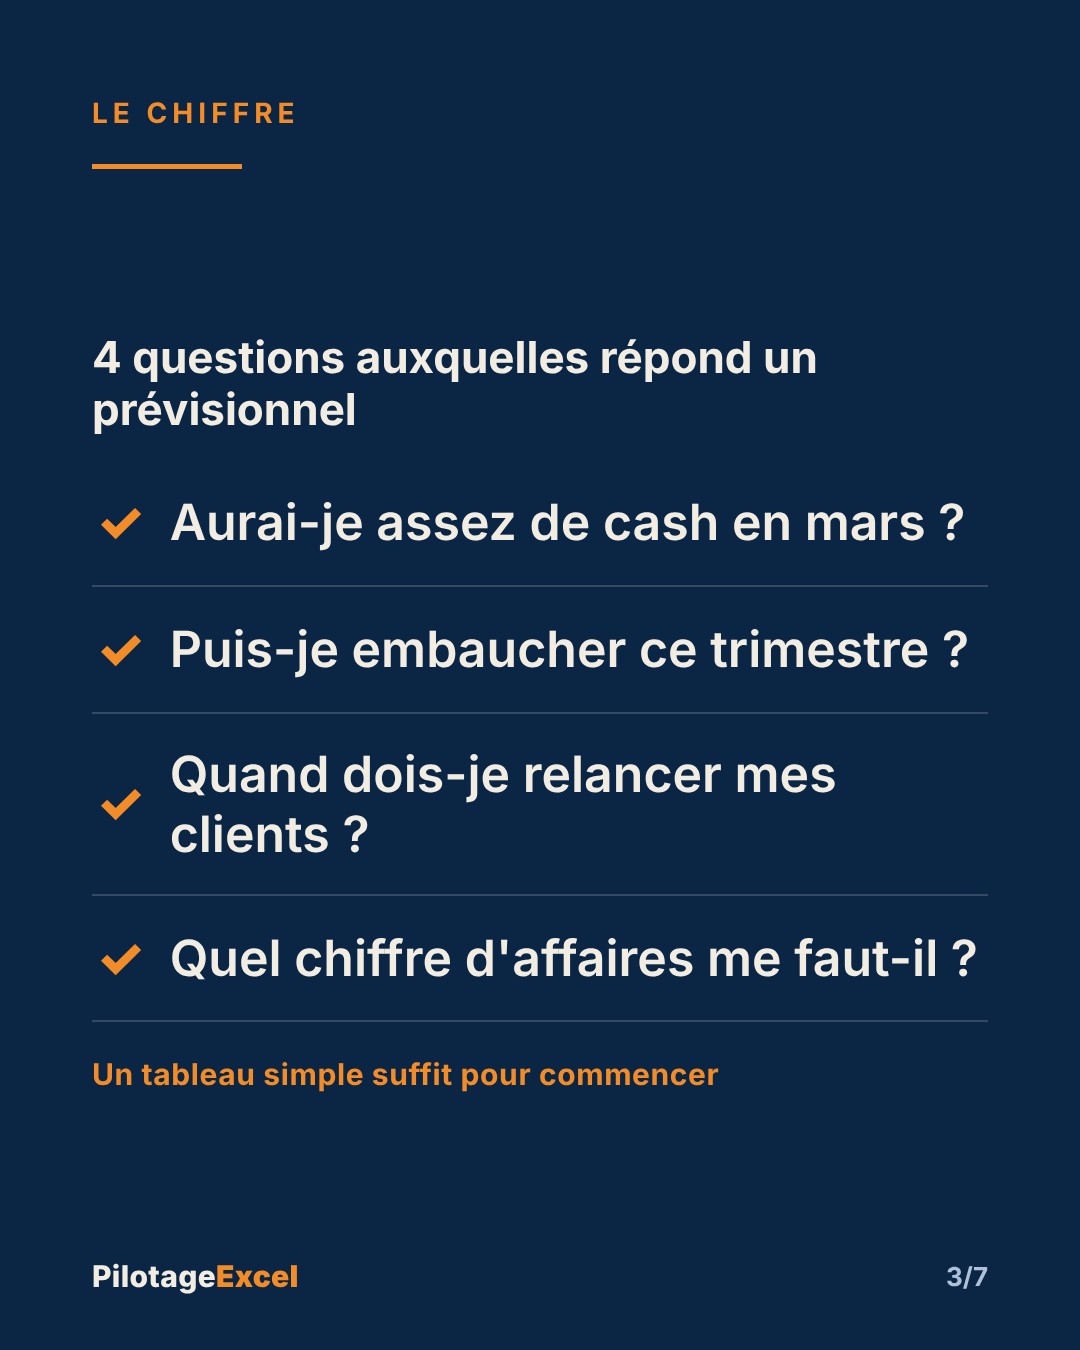 LE CHIFFRE
4 questions auxquelles répond un
prévisionnel
Aurai-je assez de cash en mars ?
Puis-je embaucher ce trimestre ?
Quand dois-je relancer mes
clients ?
Quel chiffre d'affaires me faut-il ?
Un tableau simple suffit pour commencer
PilotageExcel
3/7